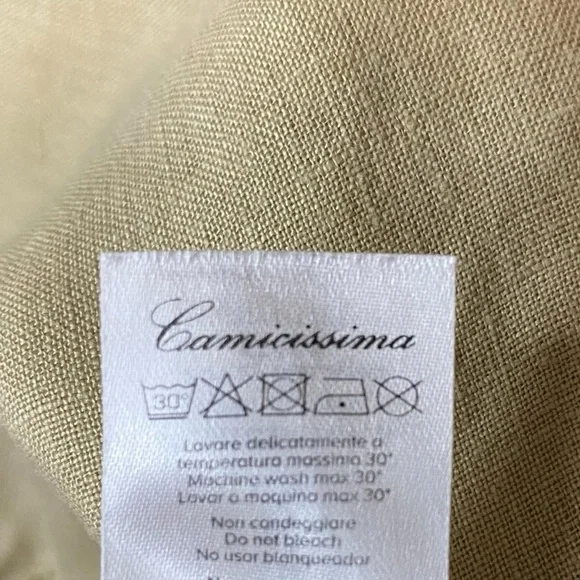 Camicissima
30°
Lavare delicatamente a
temperatura massima 30°
Machine wash max 30°
Lavar a maquina max 30°
Non candeggiare
Do not bleach
No usar blanqueador